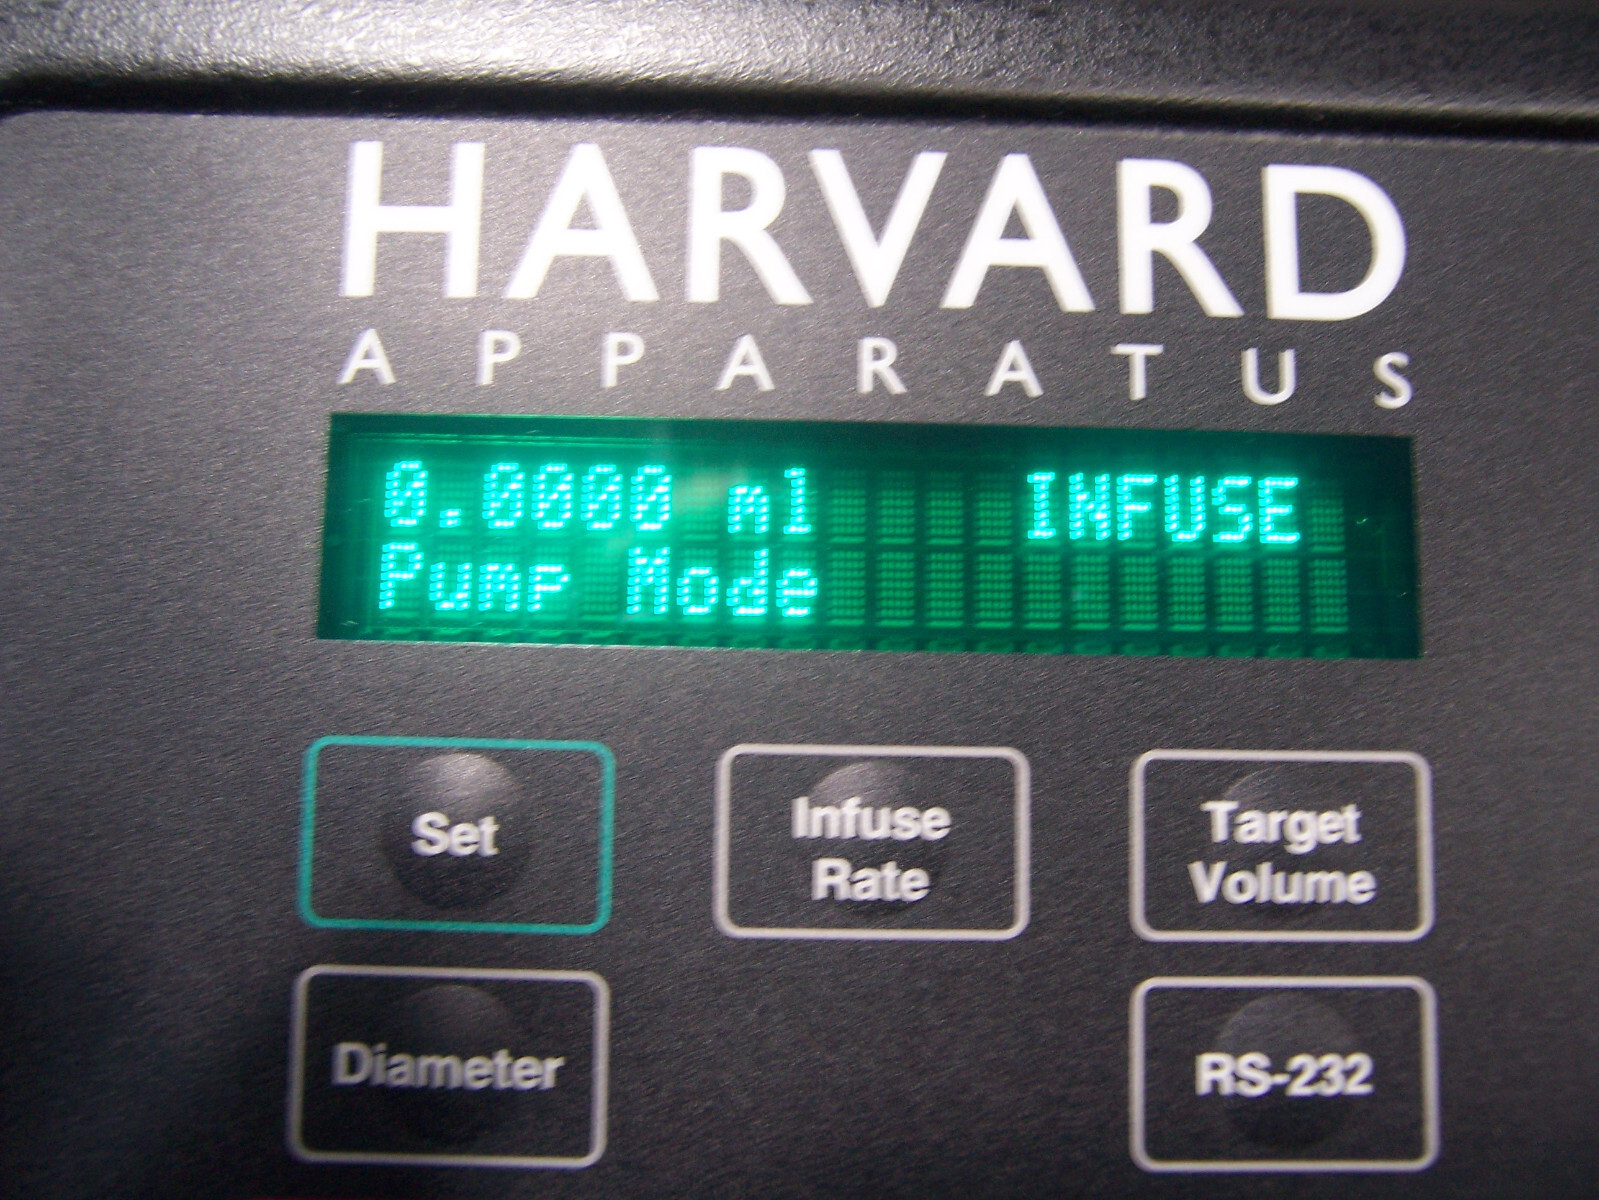 HARVARD
APPARATUS
0.0000 ml INFUSE
Pump Mode
Set
Infuse
Rate
Target
Volume
Diameter
RS-232